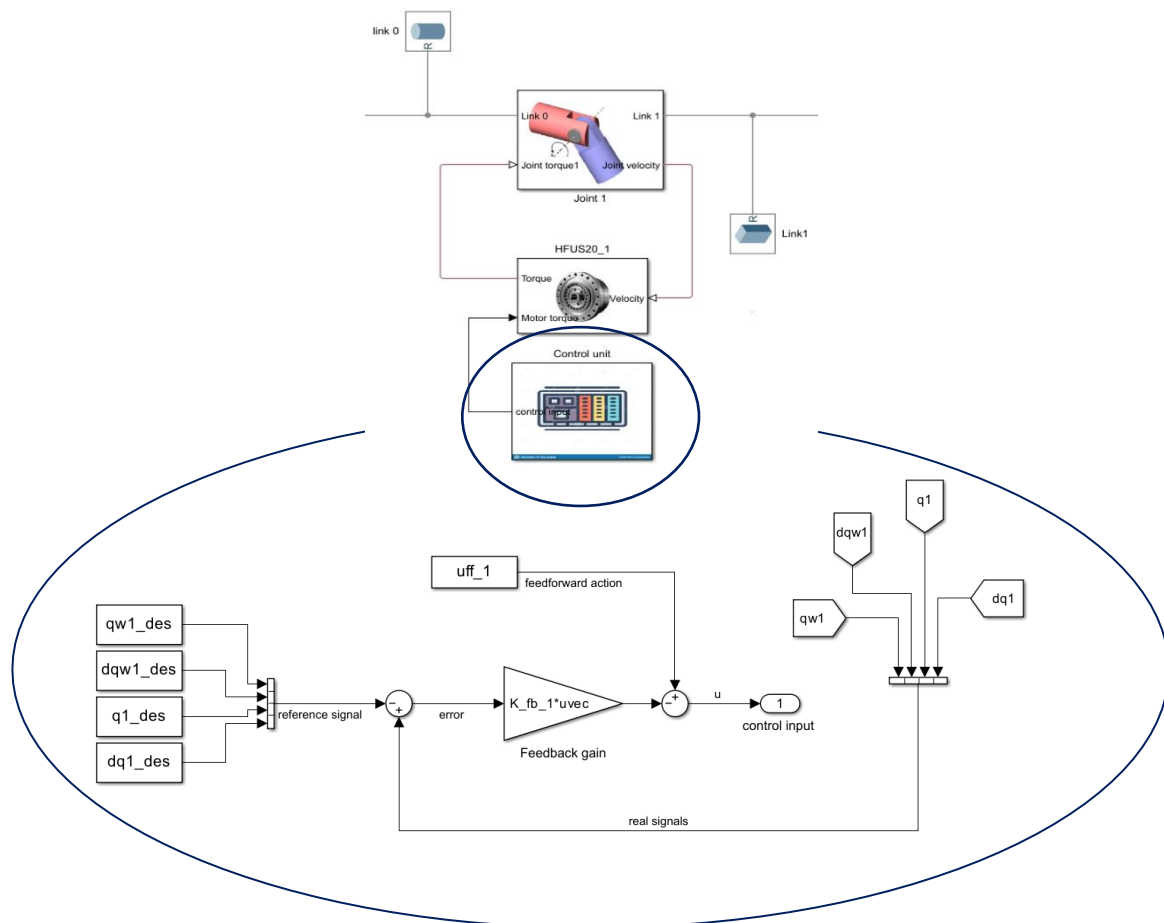 link 0
R
Link 0
Link 1
Joint torque1
Joint velocity
Joint 1
R
Link1
HFUS20_1
Torque
Velocity
Motor torque
Control unit
control input
q1
dqw1
uff_1
feedforward action
dq1
qw1
qw1_des
dqw1_des
q1_des
dq1_des
reference signal
error
K_fb_1*uvec
Feedback gain
u
1
control input
real signals